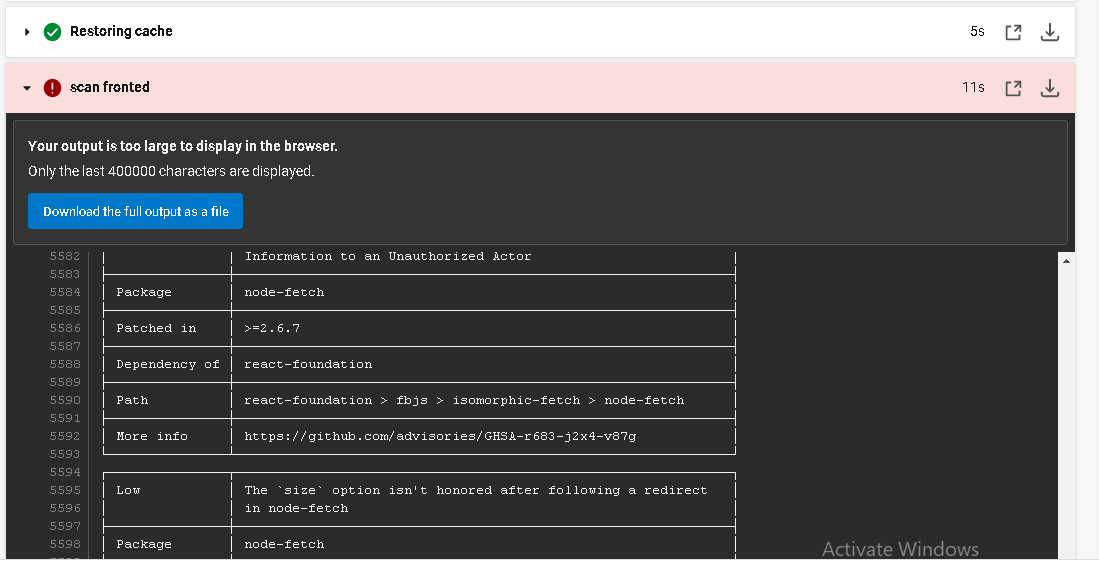 Restoring cache 5s
scan fronted 11s
Your output is too large to display in the browser.
Only the last 400000 characters are displayed.
Download the full output as a file
5582 Information to an Unauthorized Actor
5583
5584 Package node-fetch
5585
5586 Patched in >=2.6.7
5587
5588 Dependency of react-foundation
5589
5590 Path react-foundation > fbjs > isomorphic-fetch > node-fetch
5591
5592 More info https://github.com/advisories/GHSA-r683-j2x4-v87g
5593
5594
5595 Low The `size` option isn't honored after following a redirect
5596 in node-fetch
5597
5598 Package node-fetch
Activate Windows